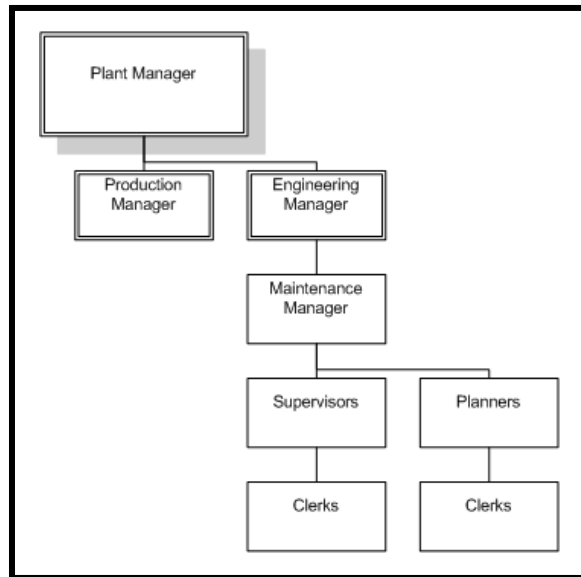 Plant Manager
Production
Manager
Engineering
Manager
Maintenance
Manager
Supervisors
Planners
Clerks
Clerks